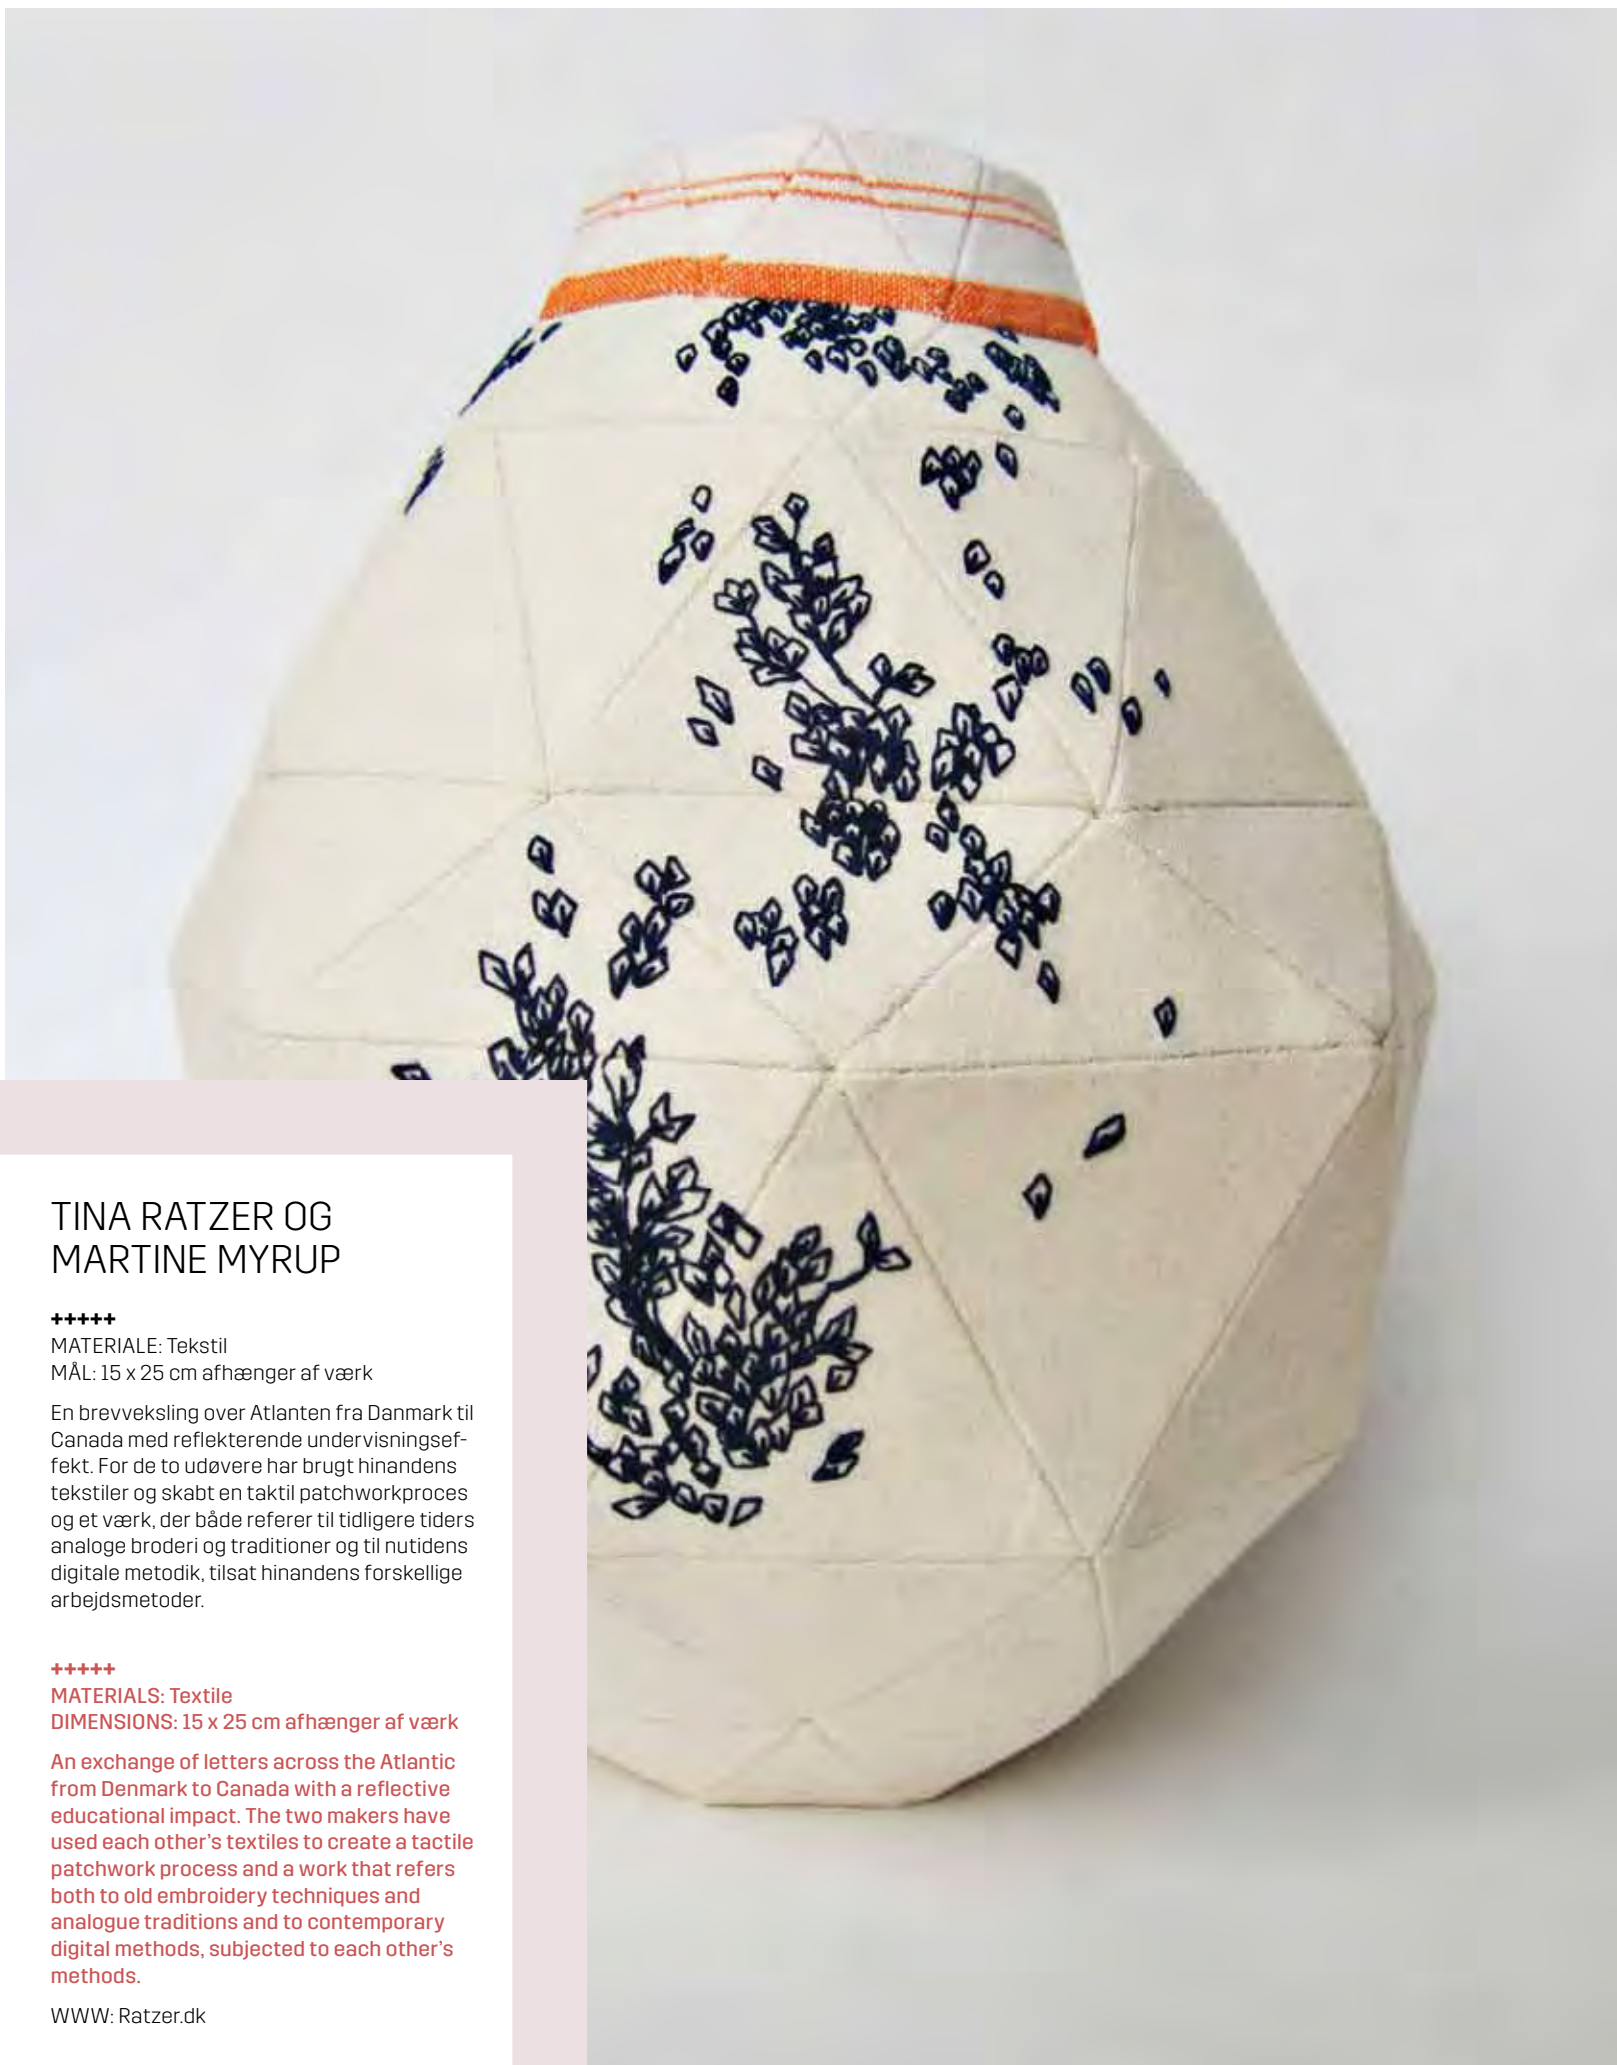 TINA RATZER OG
MARTINE MYRUP
+++++
MATERIALE: Tekstil
MÅL: 15 x 25 cm afhænger af værk
En brevveksling over Atlanten fra Danmark til
Canada med reflekterende undervisningsef-
fekt. For de to udøvere har brugt hinandens
tekstiler og skabt en taktil patchworkproces
og et værk, der både referer til tidligere tiders
analoge broderi og traditioner og til nutidens
digitale metodik, tilsat hinandens forskellige
arbejdsmetoder.
+++++
MATERIALS: Textile
DIMENSIONS: 15 x 25 cm afhænger af værk
An exchange of letters across the Atlantic
from Denmark to Canada with a reflective
educational impact. The two makers have
used each other’s textiles to create a tactile
patchwork process and a work that refers
both to old embroidery techniques and
analogue traditions and to contemporary
digital methods, subjected to each other’s
methods.
WWW: Ratzer.dk